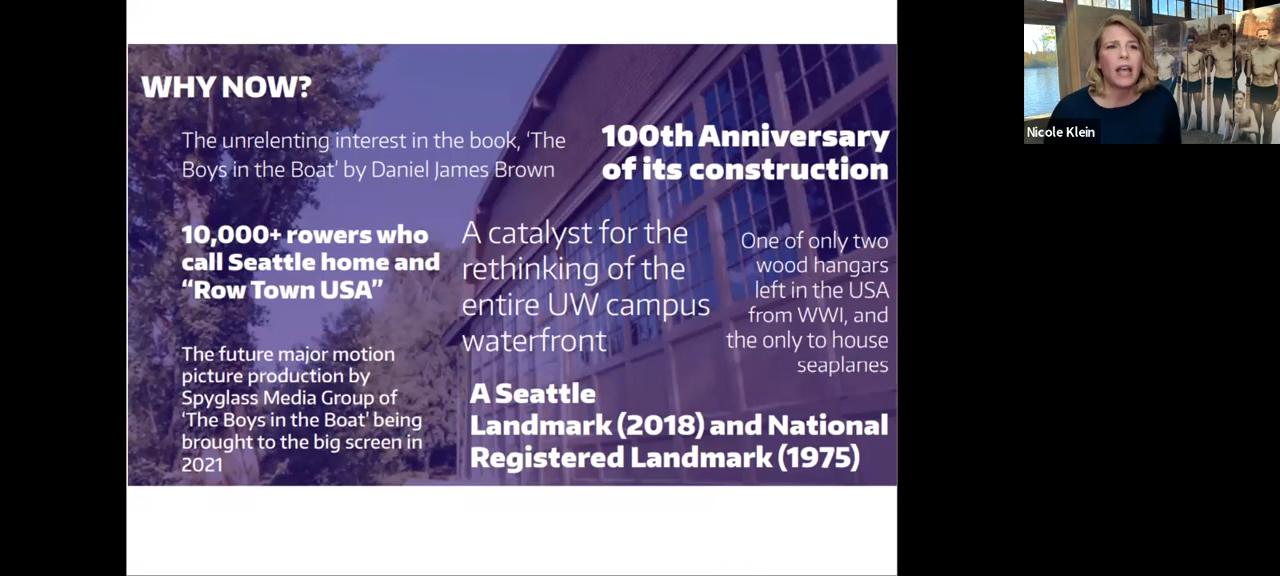 WHY NOW?
The unrelenting interest in the book, ‘The
Boys in the Boat’ by Daniel James Brown
100th Anniversary
of its construction
10,000+ rowers who
call Seattle home and
“Row Town USA”
A catalyst for the
rethinking of the
entire UW campus
waterfront
One of only two
wood hangars
left in the USA
from WWI, and
the only to house
seaplanes
The future major motion
picture production by
Spyglass Media Group of
‘The Boys in the Boat’ being
brought to the big screen in
2021
A Seattle
Landmark (2018) and National
Registered Landmark (1975)
Nicole Klein